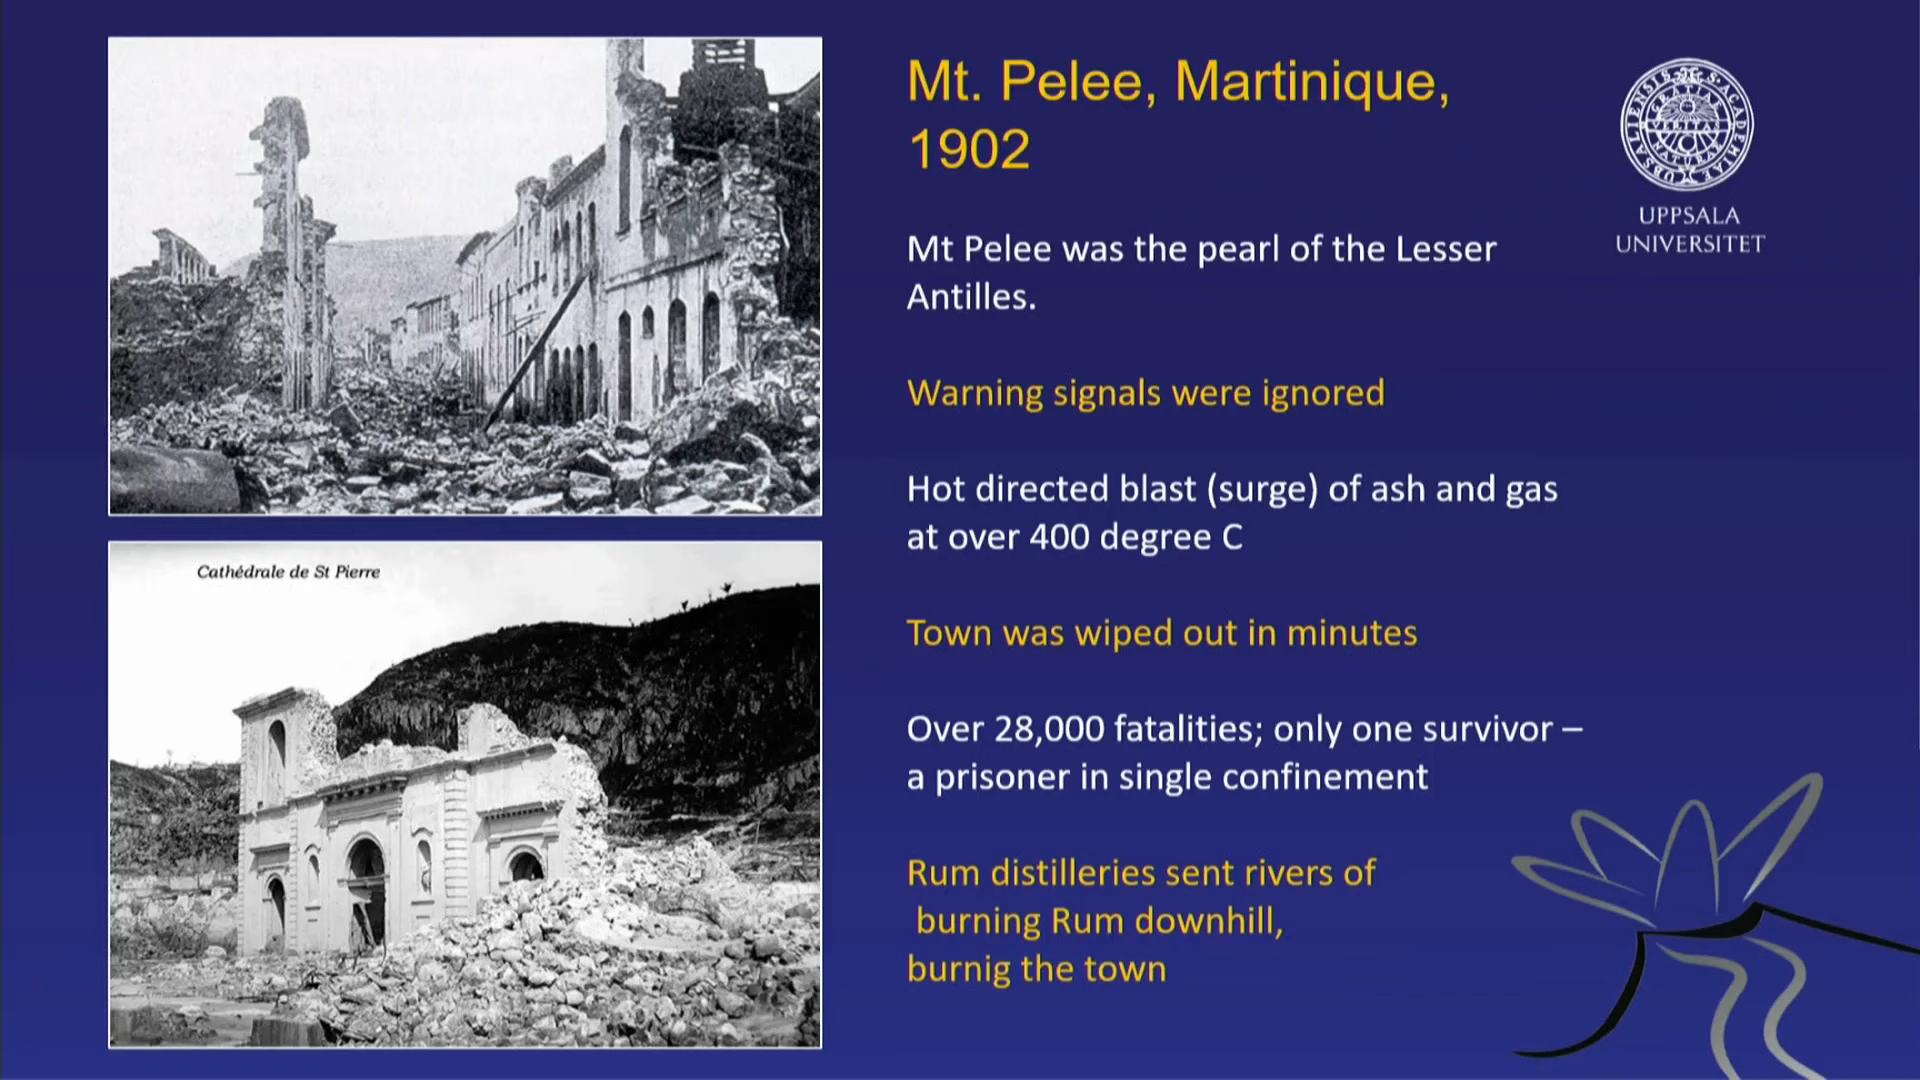 Mt. Pelee, Martinique,
1902
UPPSALA
UNIVERSITET
Mt Pelee was the pearl of the Lesser
Antilles.
Warning signals were ignored
Hot directed blast (surge) of ash and gas
at over 400 degree C
Town was wiped out in minutes
Over 28,000 fatalities; only one survivor –
a prisoner in single confinement
Rum distilleries sent rivers of
burning Rum downhill,
burnig the town
Cathédrale de St Pierre